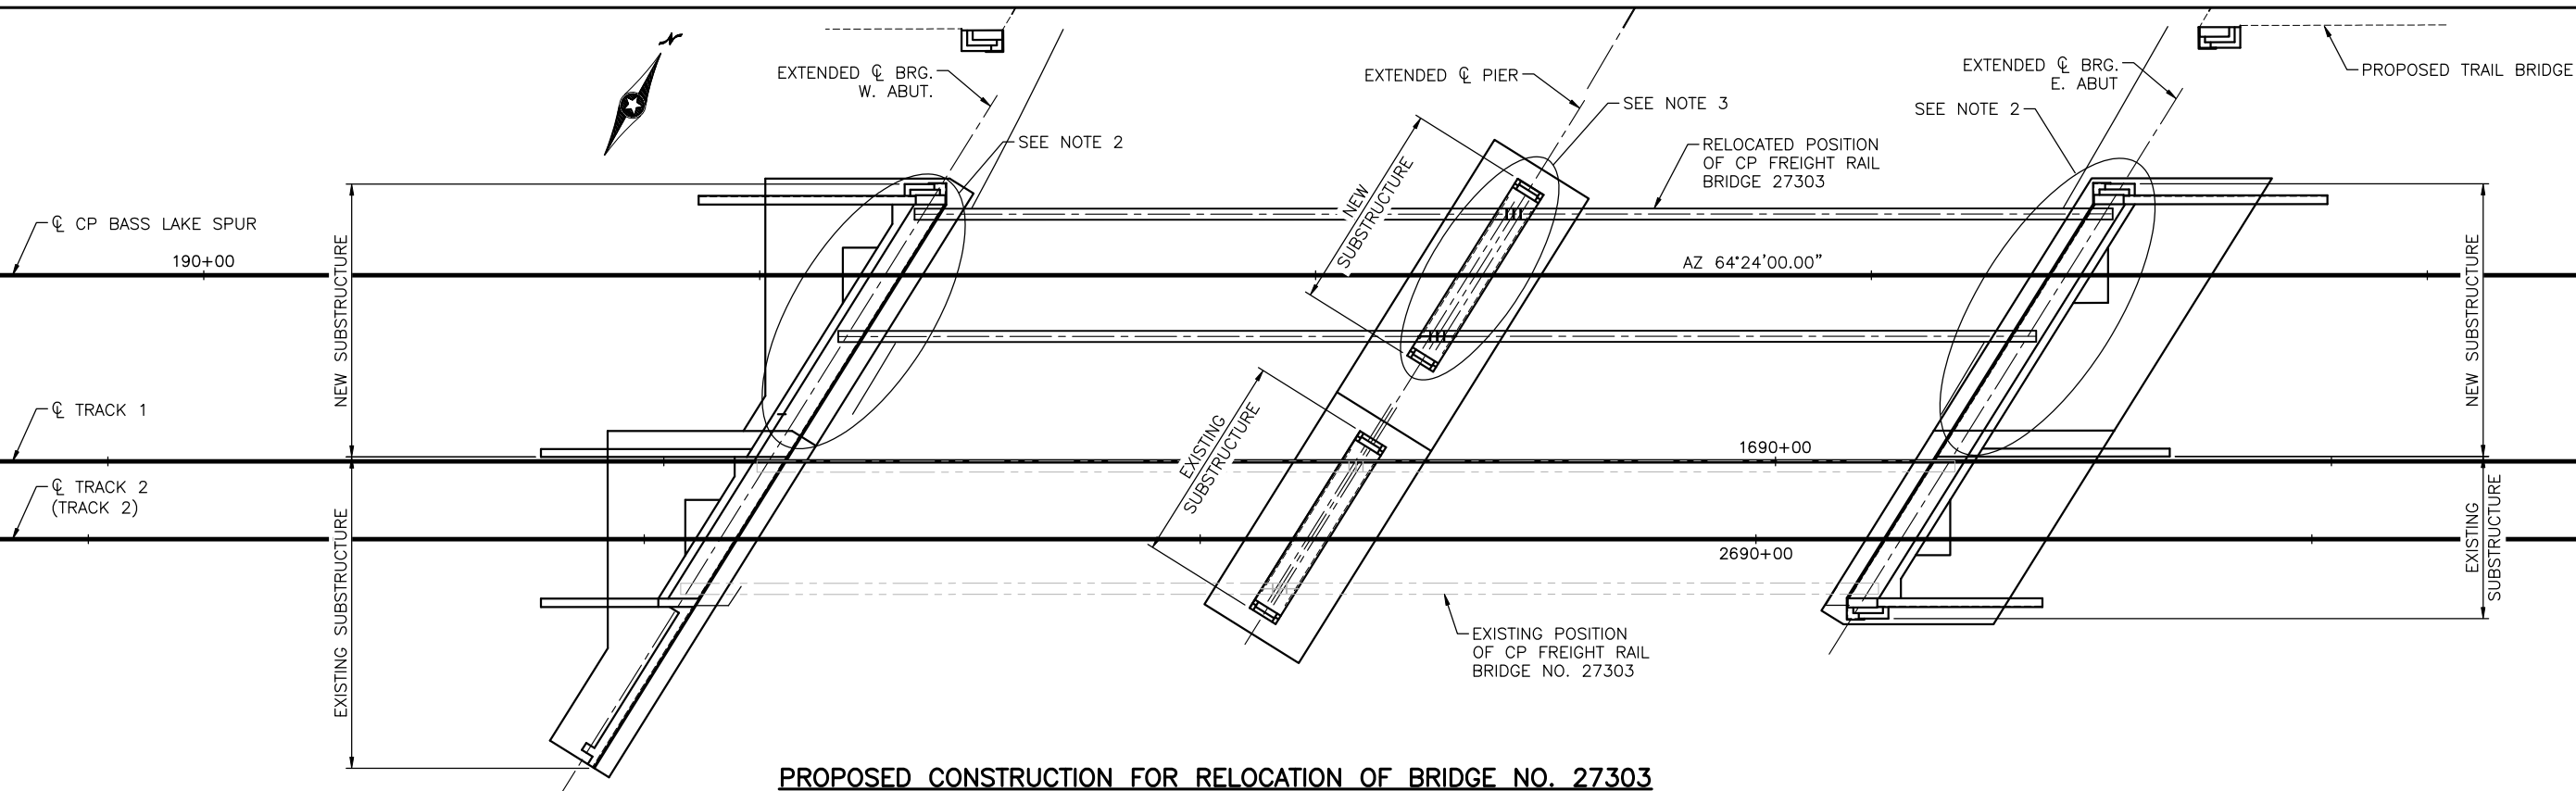 N
EXTENDED ℄ BRG.
W. ABUT.
EXTENDED ℄ PIER
EXTENDED ℄ BRG.
E. ABUT
PROPOSED TRAIL BRIDGE
SEE NOTE 3
SEE NOTE 2
SEE NOTE 2
RELOCATED POSITION
OF CP FREIGHT RAIL
BRIDGE 27303
NEW
SUBSTRUCTURE
℄ CP BASS LAKE SPUR
190+00
AZ 64°24'00.00"
NEW SUBSTRUCTURE
NEW SUBSTRUCTURE
℄ TRACK 1
EXISTING
SUBSTRUCTURE
1690+00
℄ TRACK 2
(TRACK 2)
2690+00
EXISTING SUBSTRUCTURE
EXISTING
SUBSTRUCTURE
EXISTING POSITION
OF CP FREIGHT RAIL
BRIDGE NO. 27303
PROPOSED CONSTRUCTION FOR RELOCATION OF BRIDGE NO. 27303